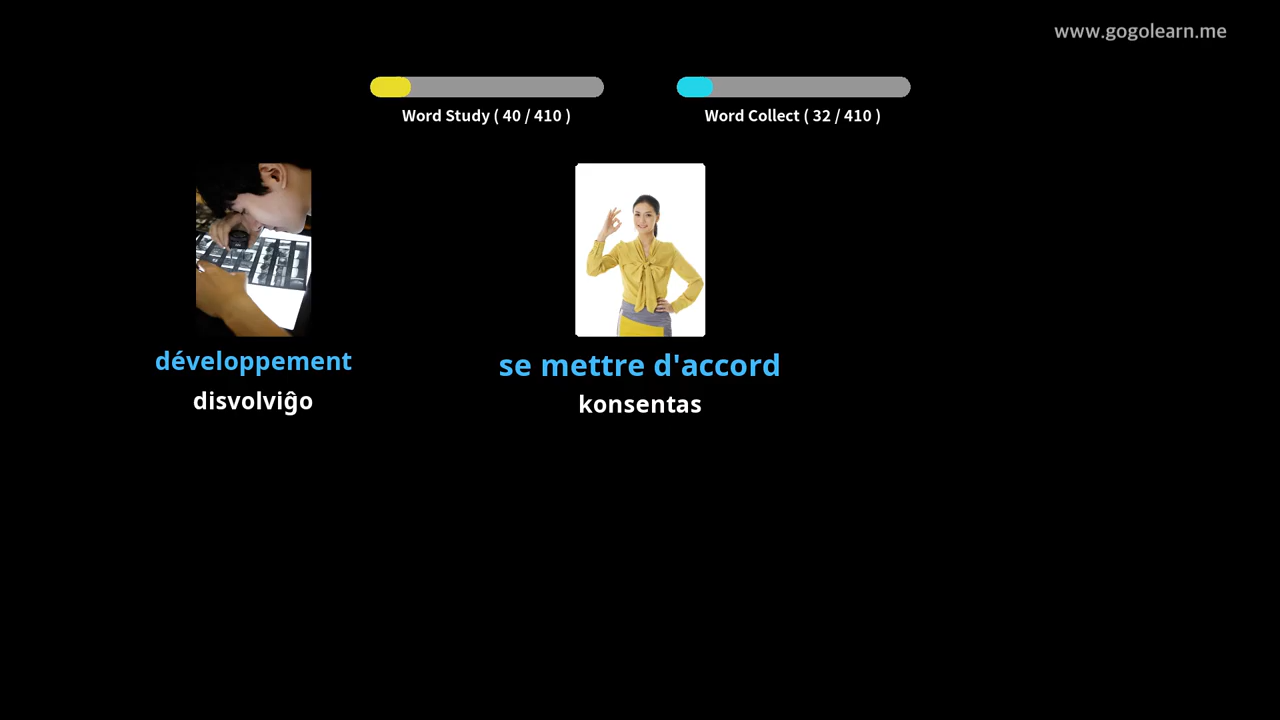 www.gogolearn.me
Word Study ( 40 / 410 )
Word Collect ( 32 / 410 )
développement
disvolviĝo
se mettre d'accord
konsentas